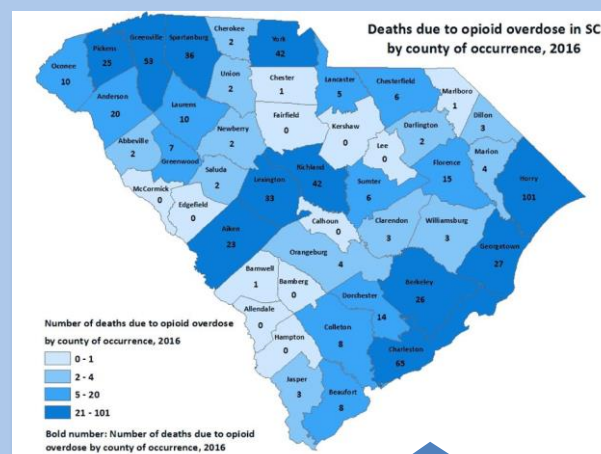 Deaths due to opioid overdose in SC
by county of occurrence, 2016
Cherokee
2
York
42
Greenville
53
Spartanburg
36
Pickens
25
Oconee
10
Union
2
Chester
1
Lancaster
5
Chesterfield
6
Marlboro
1
Anderson
20
Laurens
10
Fairfield
0
Kershaw
0
Darlington
2
Dillon
3
Abbeville
2
7
Greenwood
Newberry
2
Lee
0
Florence
15
Marion
4
Saluda
2
Lexington
33
Richland
42
Sumter
6
Horry
101
McCormick
0
Edgefield
0
Calhoun
0
Clarendon
3
Williamsburg
3
Aiken
23
Orangeburg
4
Georgetown
27
Barnwell
1
Bamberg
0
Berkeley
26
Dorchester
14
Allendale
0
Colleton
8
Hampton
0
Charleston
65
Jasper
3
Beaufort
8
Number of deaths due to opioid overdose
by county of occurrence, 2016
0 - 1
2 - 4
5 - 20
21 - 101
Bold number: Number of deaths due to opioid
overdose by county of occurrence, 2016